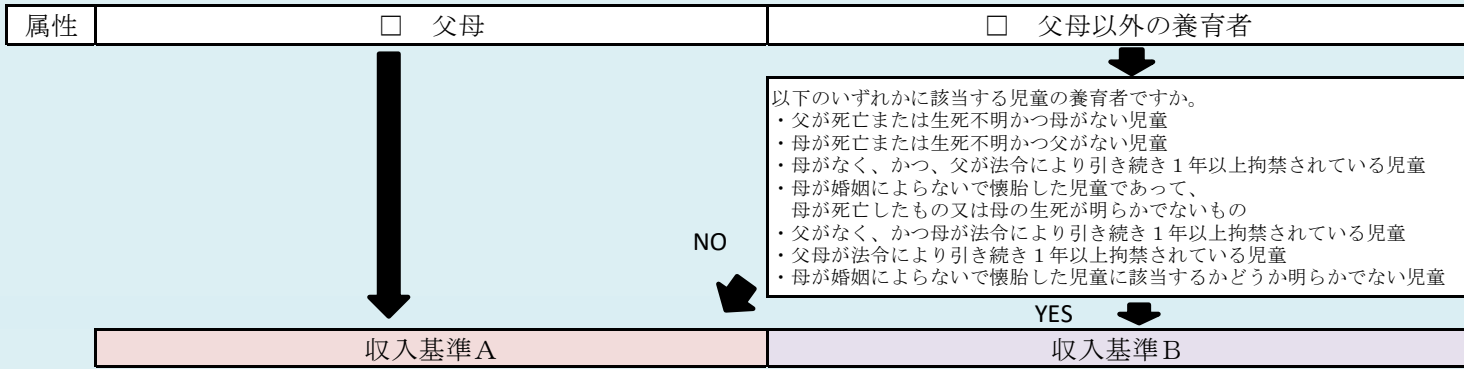 属性 □ 父母 □ 父母以外の養育者
以下のいずれかに該当する児童の養育者ですか。
・父が死亡または生死不明かつ母がない児童
・母が死亡または生死不明かつ父がない児童
・母がなく、かつ、父が法令により引き続き１年以上拘禁されている児童
・母が婚姻によらないで懐胎した児童であって、
母が死亡したもの又は母の生死が明らかでないもの
・父がなく、かつ母が法令により引き続き１年以上拘禁されている児童
・父母が法令により引き続き１年以上拘禁されている児童
・母が婚姻によらないで懐胎した児童に該当するかどうか明らかでない児童
NO
YES
収入基準Ａ 収入基準Ｂ